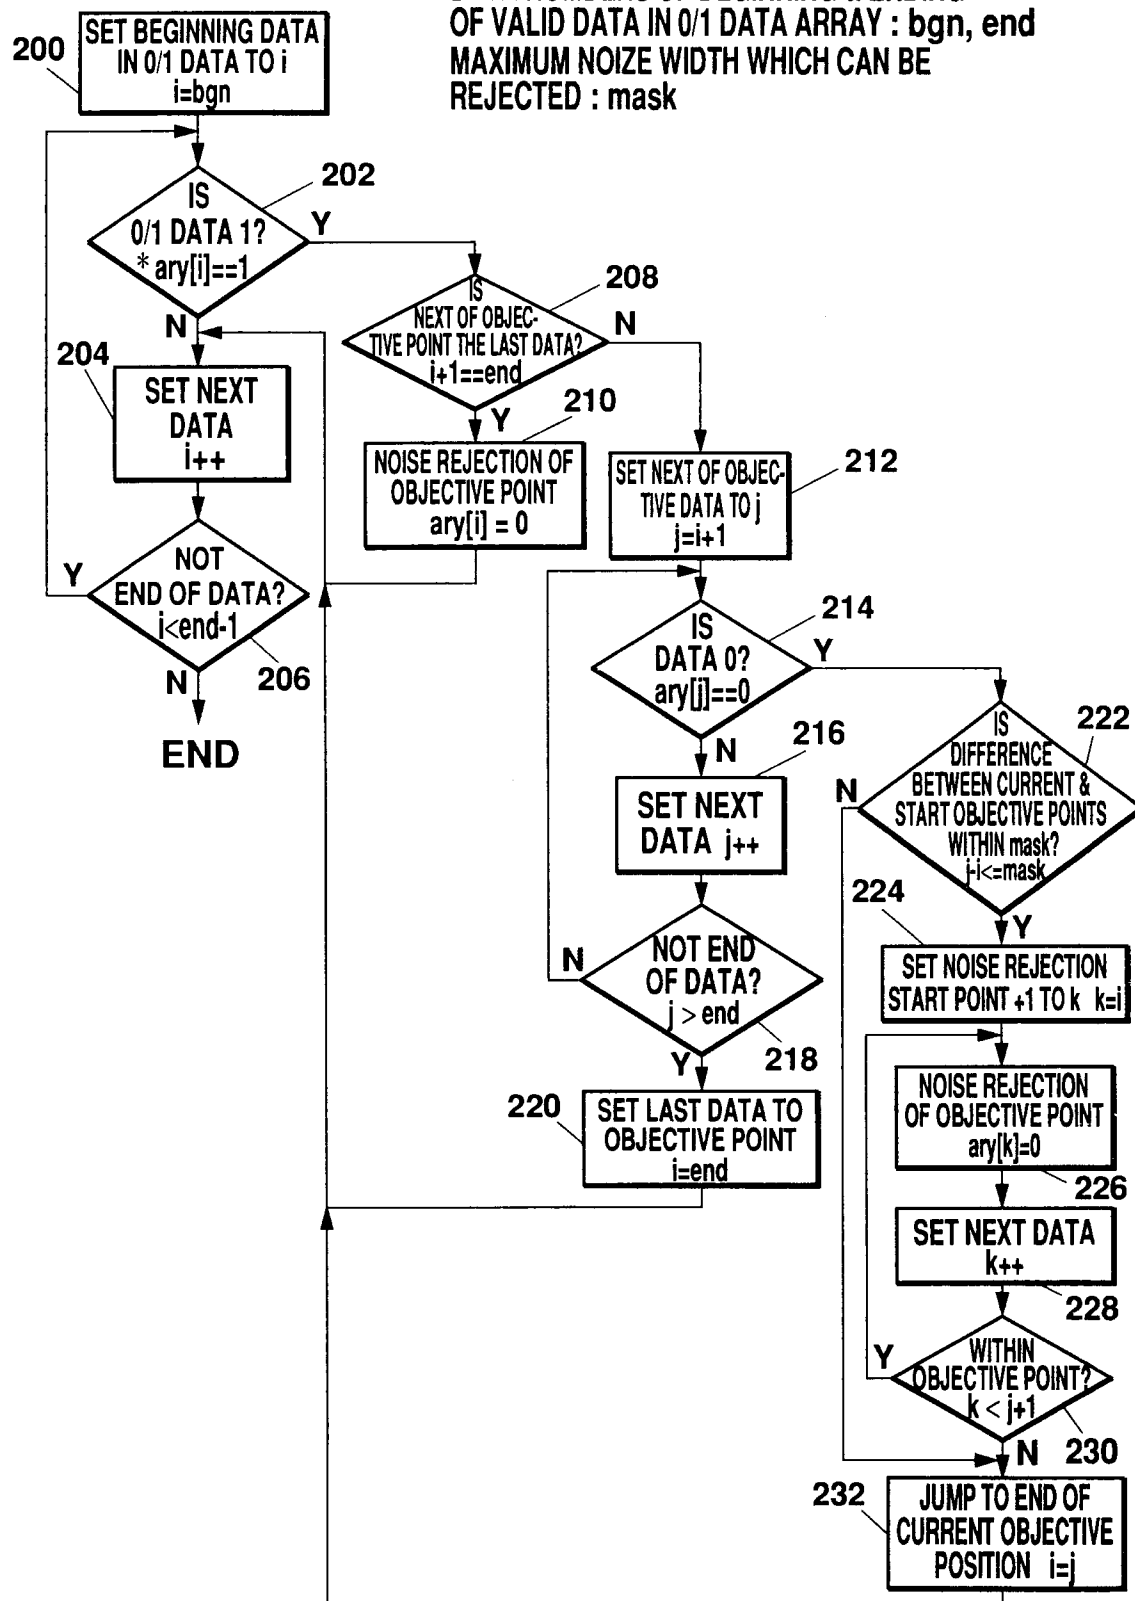 OF VALID DATA IN 0/1 DATA ARRAY : bgn, end
MAXIMUM NOIZE WIDTH WHICH CAN BE
REJECTED : mask
200
SET BEGINNING DATA
IN 0/1 DATA TO i
i=bgn
202
IS
0/1 DATA 1?
* ary[i]==1
Y
N
204
SET NEXT
DATA
i++
NOT
END OF DATA?
i<end-1
Y
N
206
END
208
IS
NEXT OF OBJEC-
TIVE POINT THE LAST DATA?
i+1==end
N
Y
210
NOISE REJECTION OF
OBJECTIVE POINT
ary[i] = 0
212
SET NEXT OF OBJEC-
TIVE DATA TO j
j=i+1
214
IS
DATA 0?
ary[j]==0
Y
N
216
SET NEXT
DATA j++
NOT END
OF DATA?
j > end
N
Y
218
220
SET LAST DATA TO
OBJECTIVE POINT
i=end
222
IS
DIFFERENCE
BETWEEN CURRENT &
START OBJECTIVE POINTS
WITHIN mask?
j-i<=mask
N
Y
224
SET NOISE REJECTION
START POINT +1 TO k k=i
NOISE REJECTION
OF OBJECTIVE POINT
ary[k]=0
226
SET NEXT DATA
k++
228
WITHIN
OBJECTIVE POINT?
k < j+1
Y
N
230
232
JUMP TO END OF
CURRENT OBJECTIVE
POSITION i=j